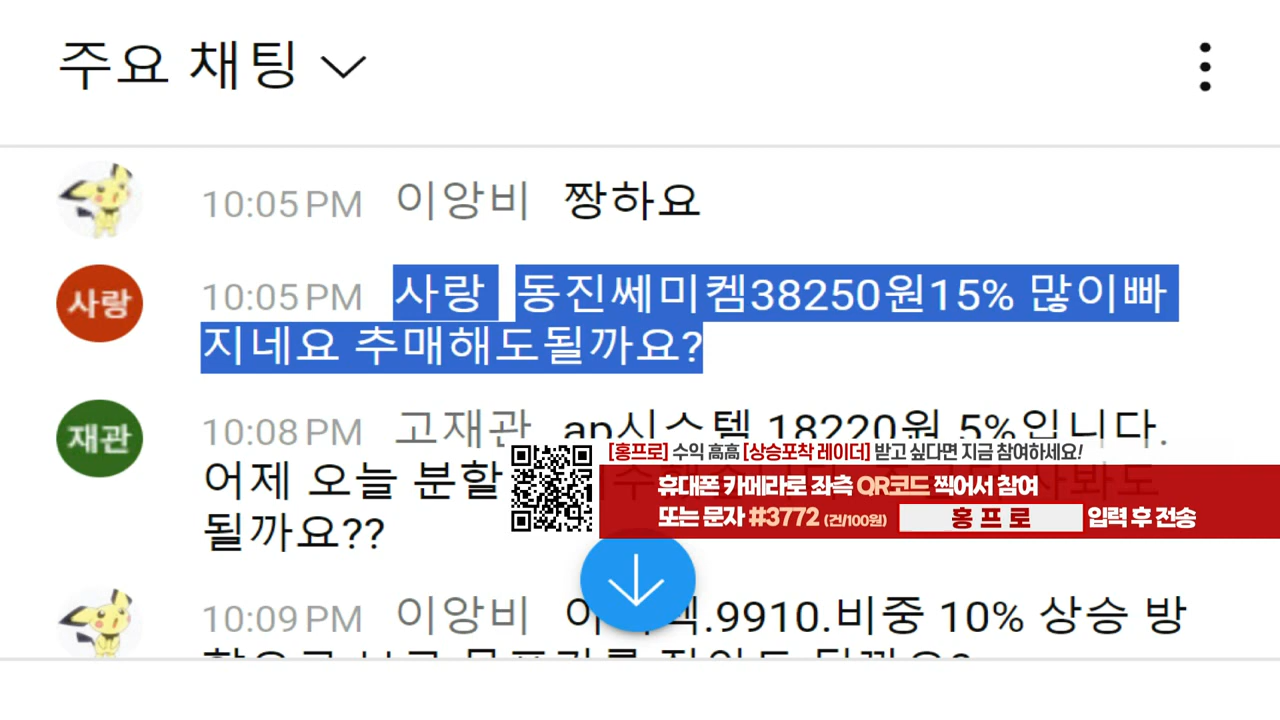 주요 채팅
10:05 PM 이앙비 짱하요
사랑
10:05 PM 사랑 동진쎄미켐38250원15% 많이빠
지네요 추매해도될까요?
재관
10:08 PM 고재관 ap시스템 18220원 5%입니다.
어제 오늘 분할
될까요??
[홍프로] 수익 高高 [상승포착 레이더] 받고 싶다면 지금 참여하세요!
휴대폰 카메라로 좌측 QR코드 찍어서 참여
또는 문자 #3772 (건/100원) 홍 프 로 입력 후 전송
10:09 PM 이앙비 .9910.비중 10% 상승 방